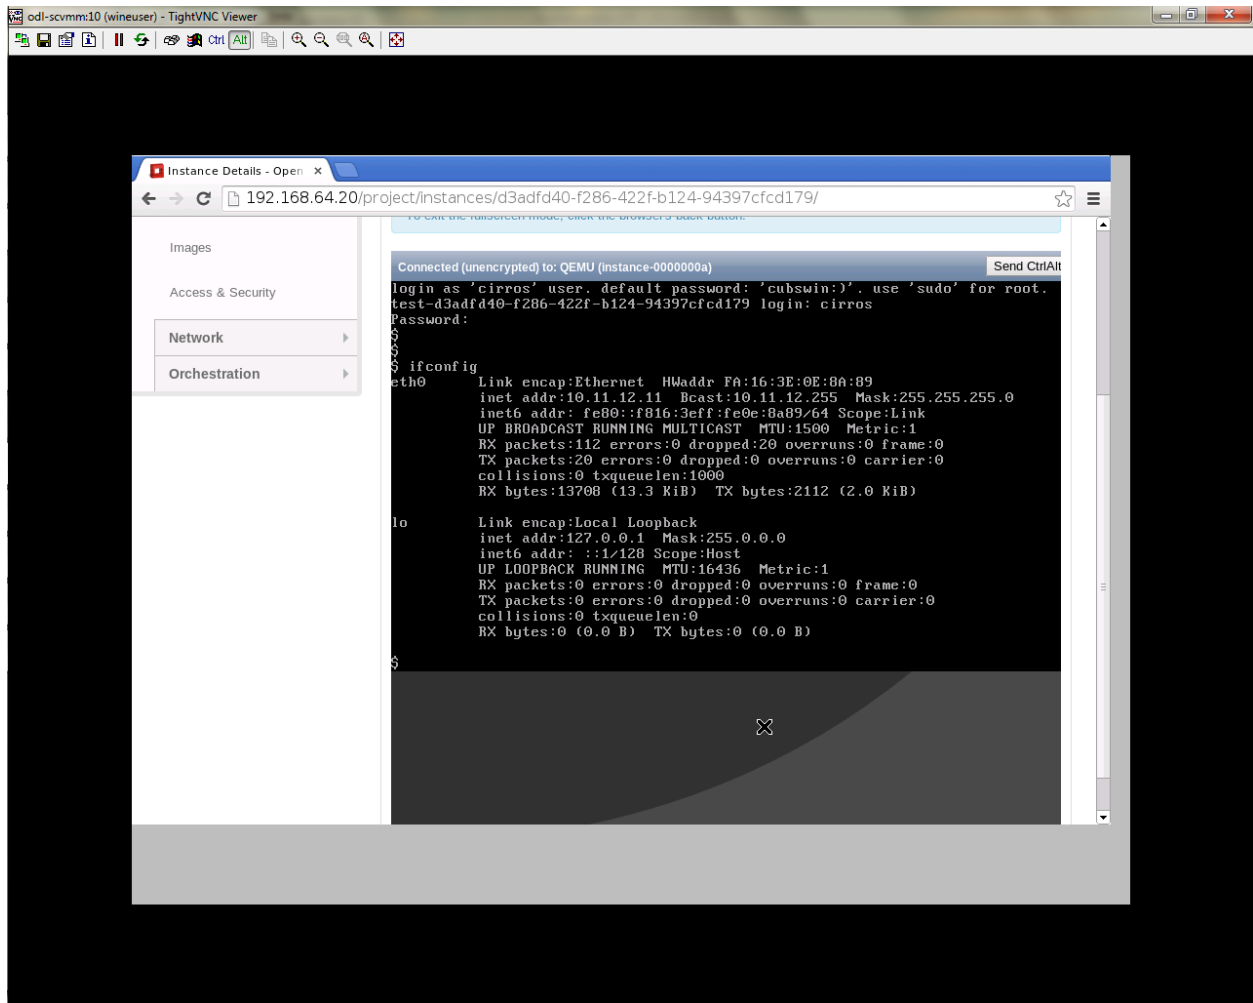 odl-scvmm:10 (wineuser) - TightVNC Viewer
Ctrl Alt
Instance Details - Open
192.168.64.20/project/instances/d3adfd40-f286-422f-b124-94397cfcd179/
To exit the fullscreen mode, click the browser's back button.
Images
Access & Security
Network
Orchestration
Connected (unencrypted) to: QEMU (instance-0000000a)
Send CtrlAlt
login as 'cirros' user. default password: 'cubswin:)'. use 'sudo' for root.
test-d3adfd40-f286-422f-b124-94397cfcd179 login: cirros
Password:
$
$
$ ifconfig
eth0 Link encap:Ethernet HWaddr FA:16:3E:0E:8A:89
inet addr:10.11.12.11 Bcast:10.11.12.255 Mask:255.255.255.0
inet6 addr: fe80::f816:3eff:fe0e:8a89/64 Scope:Link
UP BROADCAST RUNNING MULTICAST MTU:1500 Metric:1
RX packets:112 errors:0 dropped:20 overruns:0 frame:0
TX packets:20 errors:0 dropped:0 overruns:0 carrier:0
collisions:0 txqueuelen:1000
RX bytes:13708 (13.3 KiB) TX bytes:2112 (2.0 KiB)
lo Link encap:Local Loopback
inet addr:127.0.0.1 Mask:255.0.0.0
inet6 addr: ::1/128 Scope:Host
UP LOOPBACK RUNNING MTU:16436 Metric:1
RX packets:0 errors:0 dropped:0 overruns:0 frame:0
TX packets:0 errors:0 dropped:0 overruns:0 carrier:0
collisions:0 txqueuelen:0
RX bytes:0 (0.0 B) TX bytes:0 (0.0 B)
$